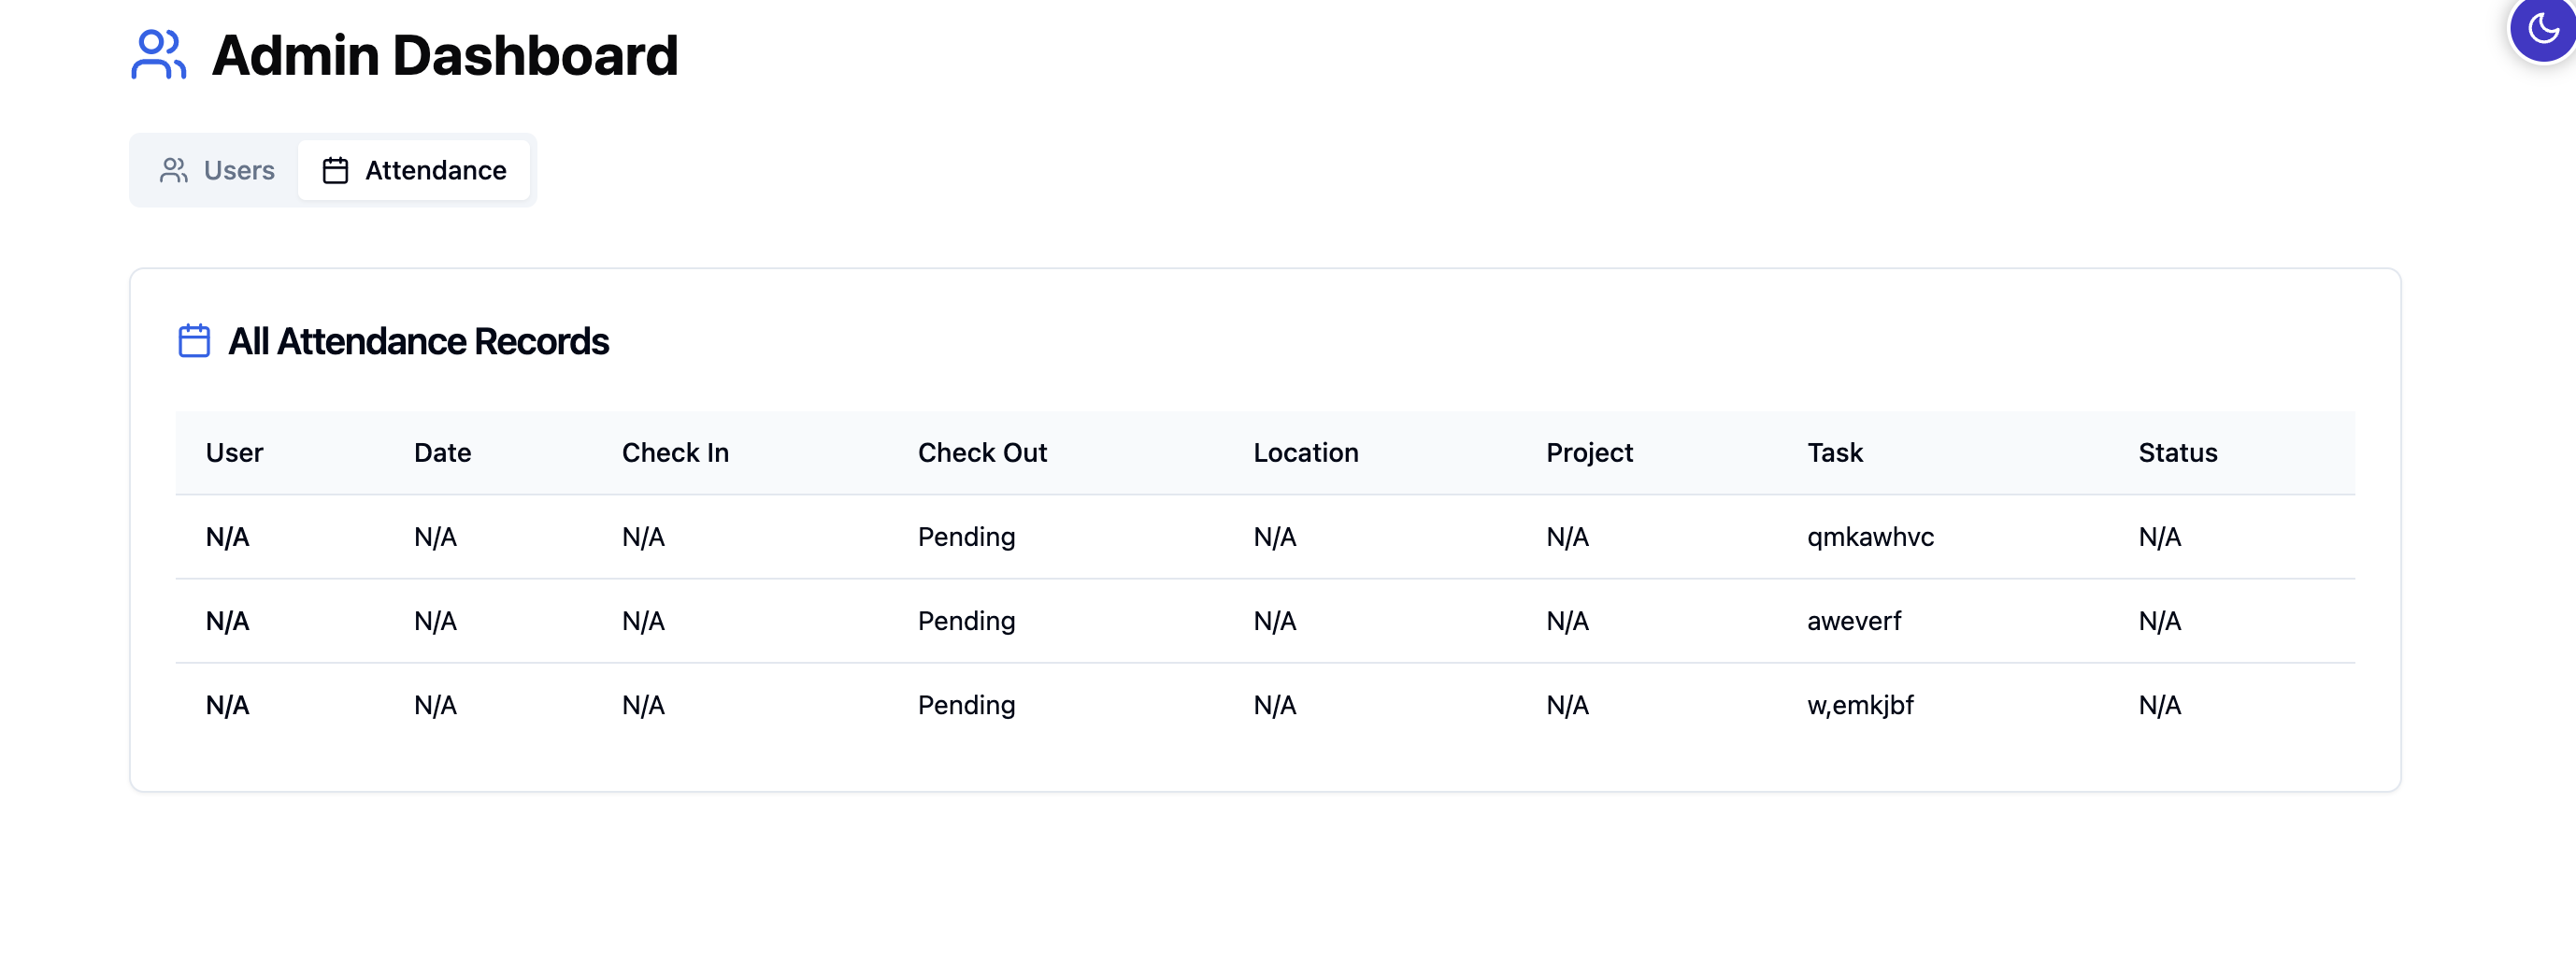 Admin Dashboard
Users Attendance
All Attendance Records
User Date Check In Check Out Location Project Task Status
N/A N/A N/A Pending N/A N/A qmkawhvc N/A
N/A N/A N/A Pending N/A N/A aweverf N/A
N/A N/A N/A Pending N/A N/A w,emkjbf N/A